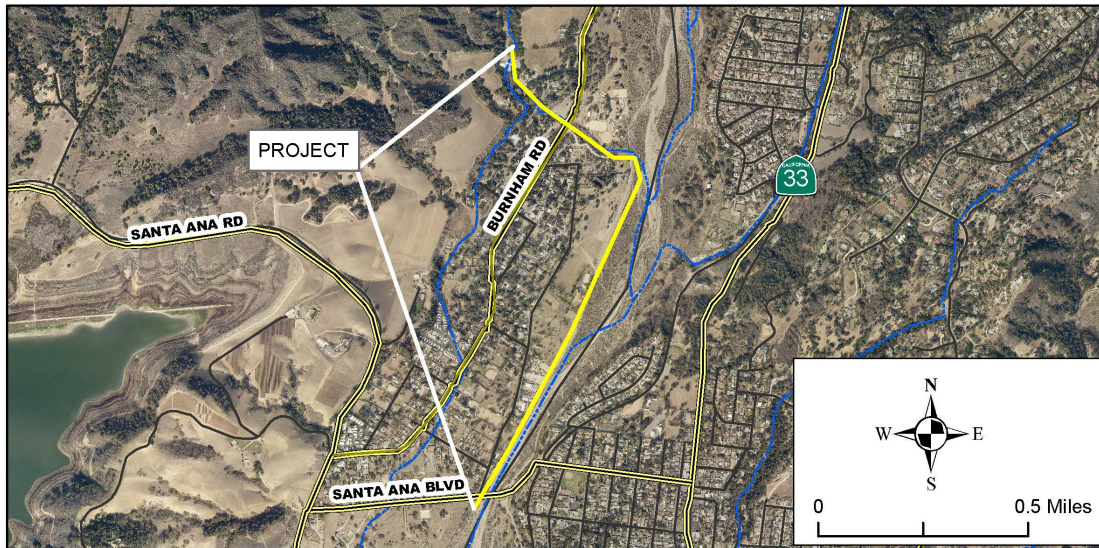 PROJECT
BURNHAM RD
CALIFORNIA
33
SANTA ANA RD
SANTA ANA BLVD
N
W E
S
0 0.5 Miles